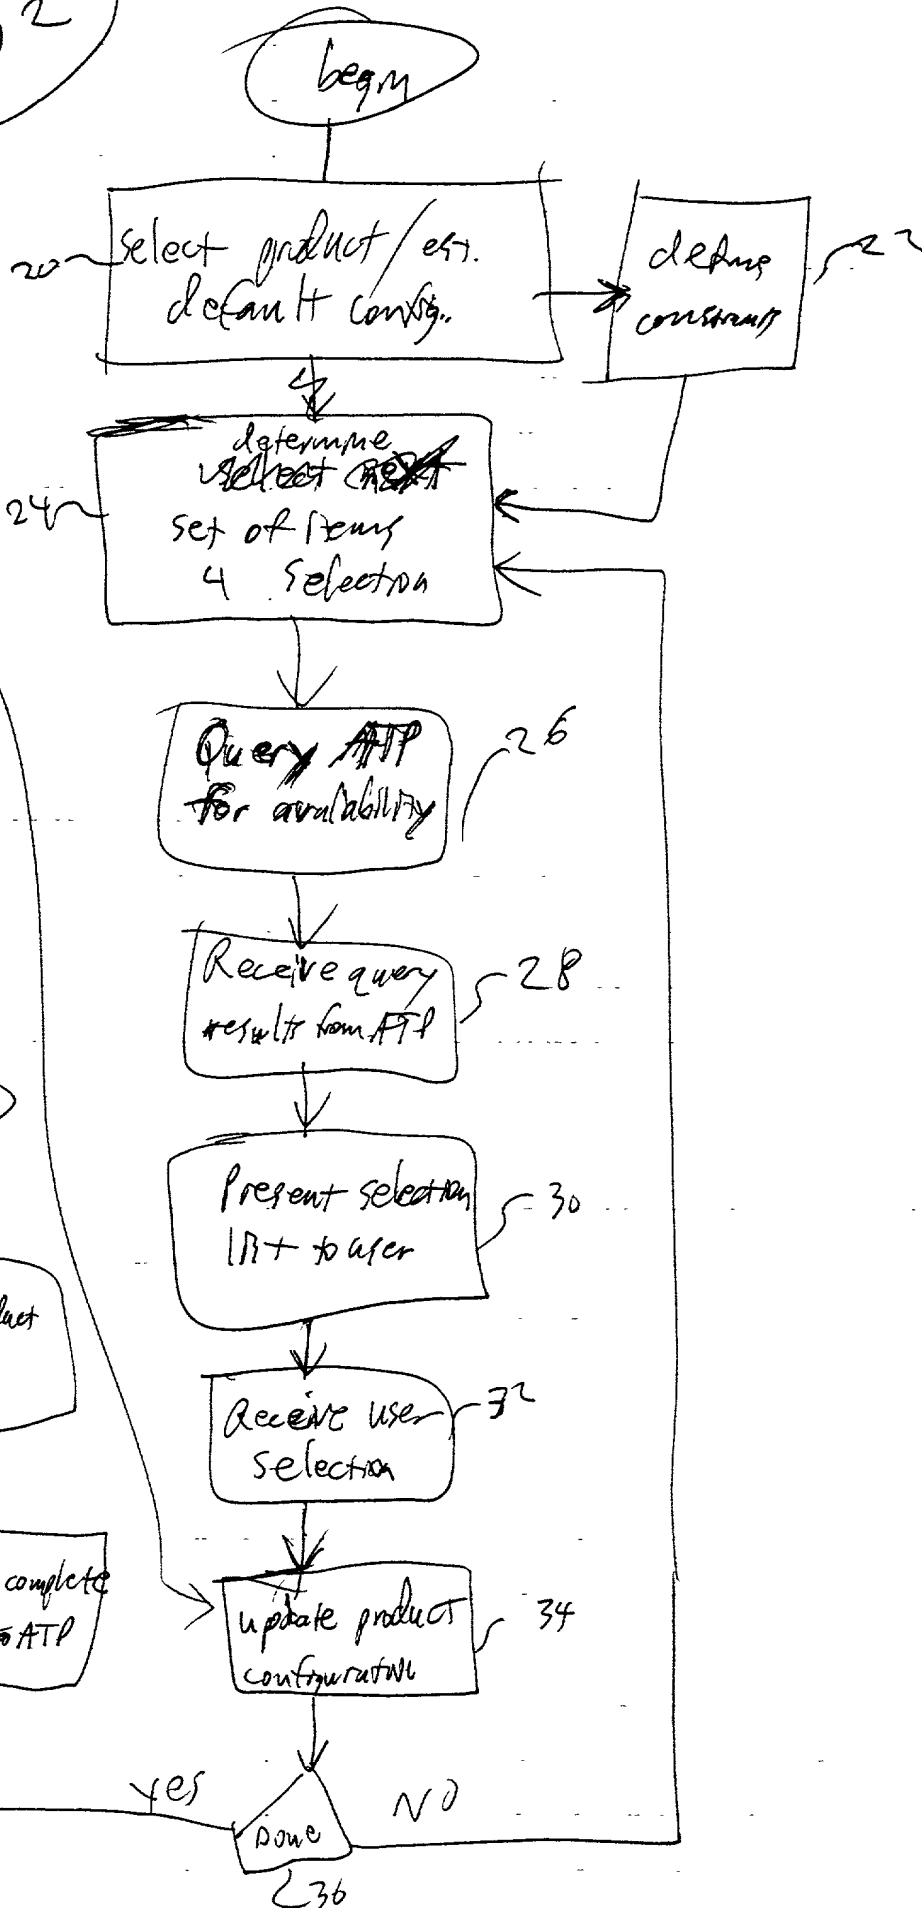 2
begin
20
select product / est.
default config..
define
constraints
22
24
determine
set of items
4 selection
Query ATP
for availability
26
Receive query
results from ATP
28
Present selection
to user
30
Receive user
selection
32
complete
ATP
update product
configuration
34
Yes
NO
Done
36